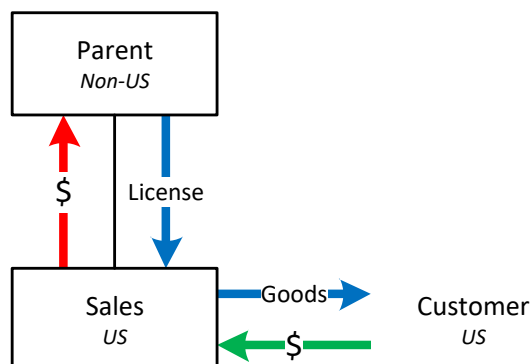 Parent
Non-US
$
License
Sales
US
Goods
$
Customer
US